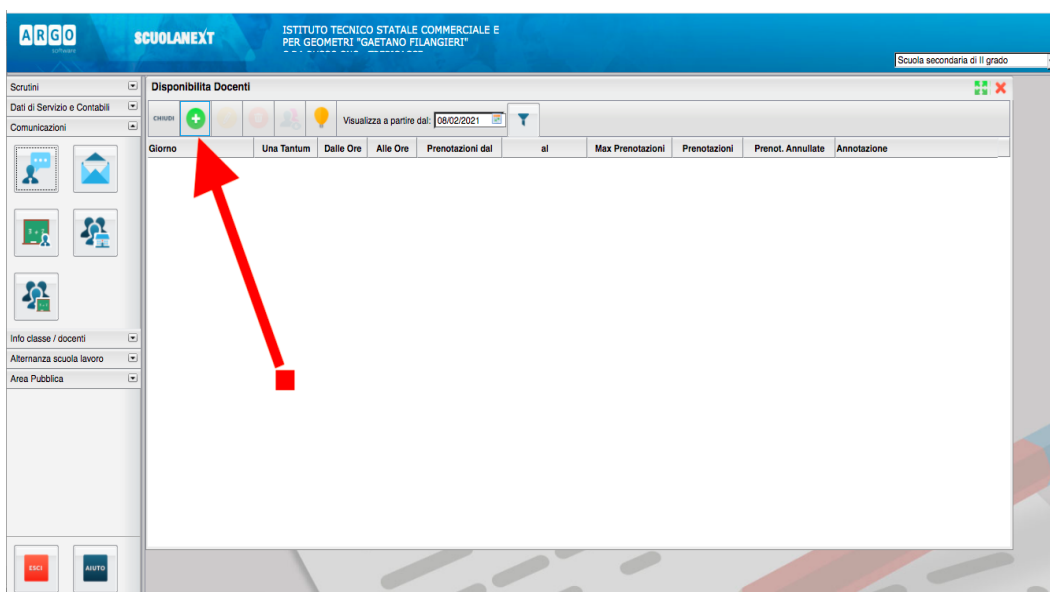 ARGO
software
SCUOLANEXT
ISTITUTO TECNICO STATALE COMMERCIALE E
PER GEOMETRI "GAETANO FILANGIERI"
Scuola secondaria di II grado
Scrutini
Dati di Servizio e Contabili
Comunicazioni
Info classe / docenti
Alternanza scuola lavoro
Area Pubblica
ESCI
AIUTO
Disponibilita Docenti
CHIUDI
Visualizza a partire dal: 08/02/2021
Giorno Una Tantum Dalle Ore Alle Ore Prenotazioni dal al Max Prenotazioni Prenotazioni Prenot. Annullate Annotazione